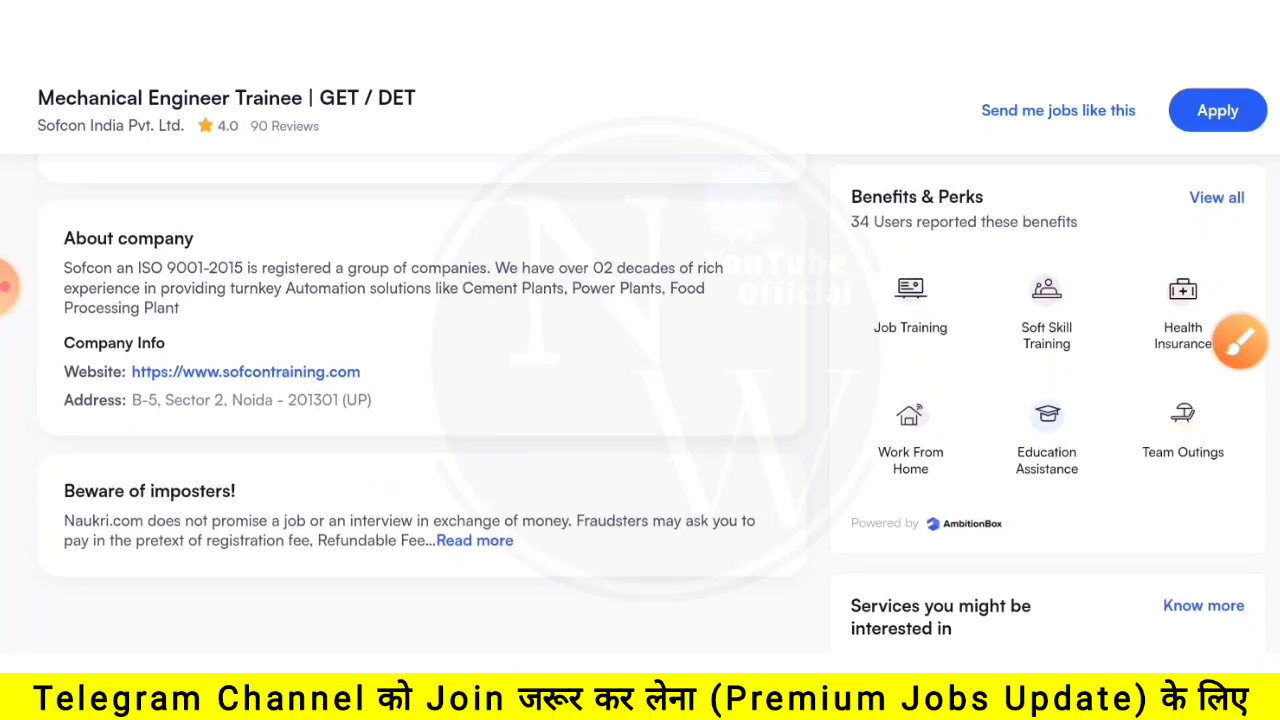 Mechanical Engineer Trainee | GET / DET
Sofcon India Pvt. Ltd. 4.0 90 Reviews
Send me jobs like this
Apply
About company
Sofcon an ISO 9001-2015 is registered a group of companies. We have over 02 decades of rich
experience in providing turnkey Automation solutions like Cement Plants, Power Plants, Food
Processing Plant
Company Info
Website: https://www.sofcontraining.com
Address: B-5, Sector 2, Noida - 201301 (UP)
Beware of imposters!
Naukri.com does not promise a job or an interview in exchange of money. Fraudsters may ask you to
pay in the pretext of registration fee, Refundable Fee...Read more
Benefits & Perks
View all
34 Users reported these benefits
Job Training
Soft Skill
Training
Health
Insurance
Work From
Home
Education
Assistance
Team Outings
Powered by AmbitionBox
Services you might be
interested in
Know more
NW
YouTube
Official
Telegram Channel को Join जरूर कर लेना (Premium Jobs Update) के लिए